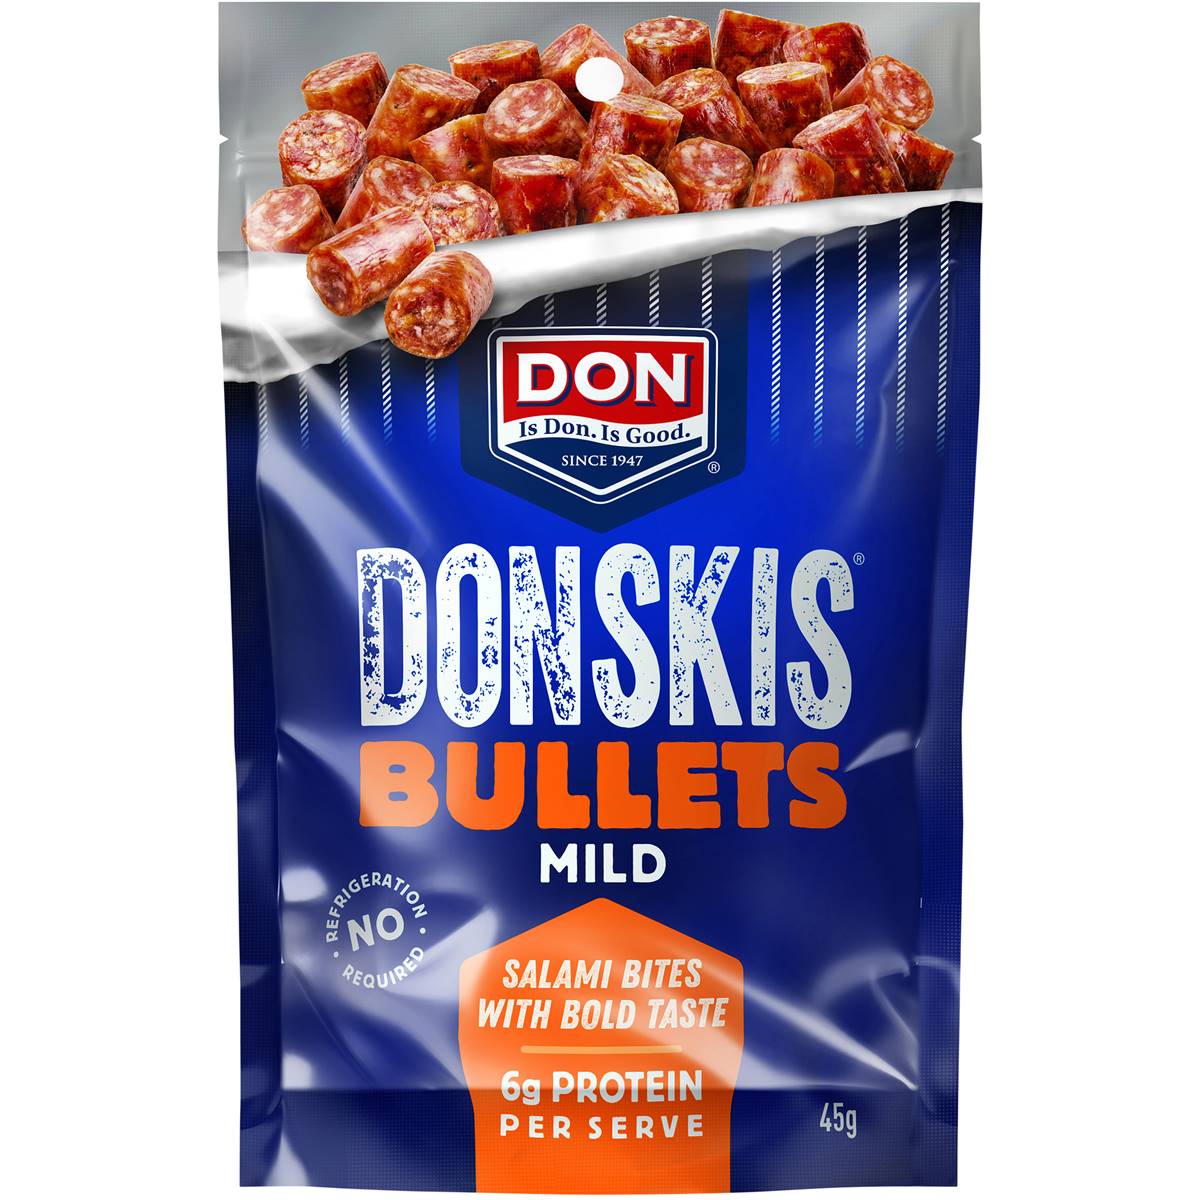 DON
Is Don. Is Good.
SINCE 1947
®
DONSKIS®
BULLETS
MILD
REFRIGERATION
NO
REQUIRED
SALAMI BITES
WITH BOLD TASTE
6g PROTEIN
PER SERVE
45g